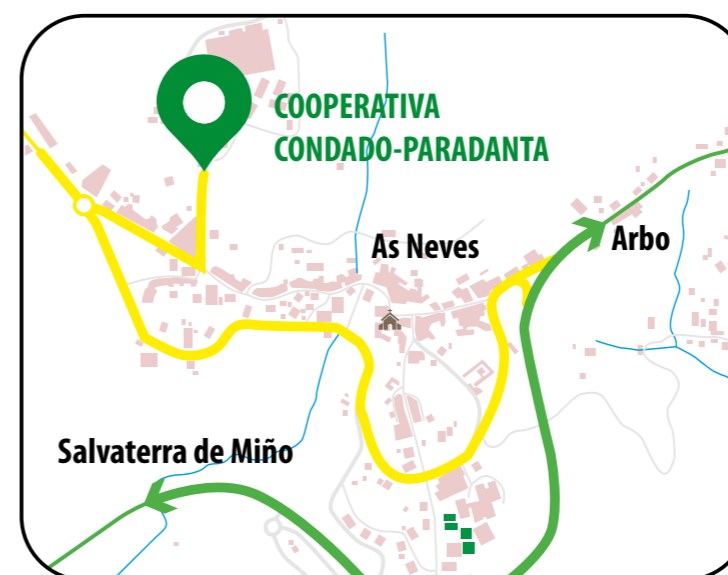 COOPERATIVA
CONDADO-PARADANTA
As Neves
Arbo
Salvaterra de Miño